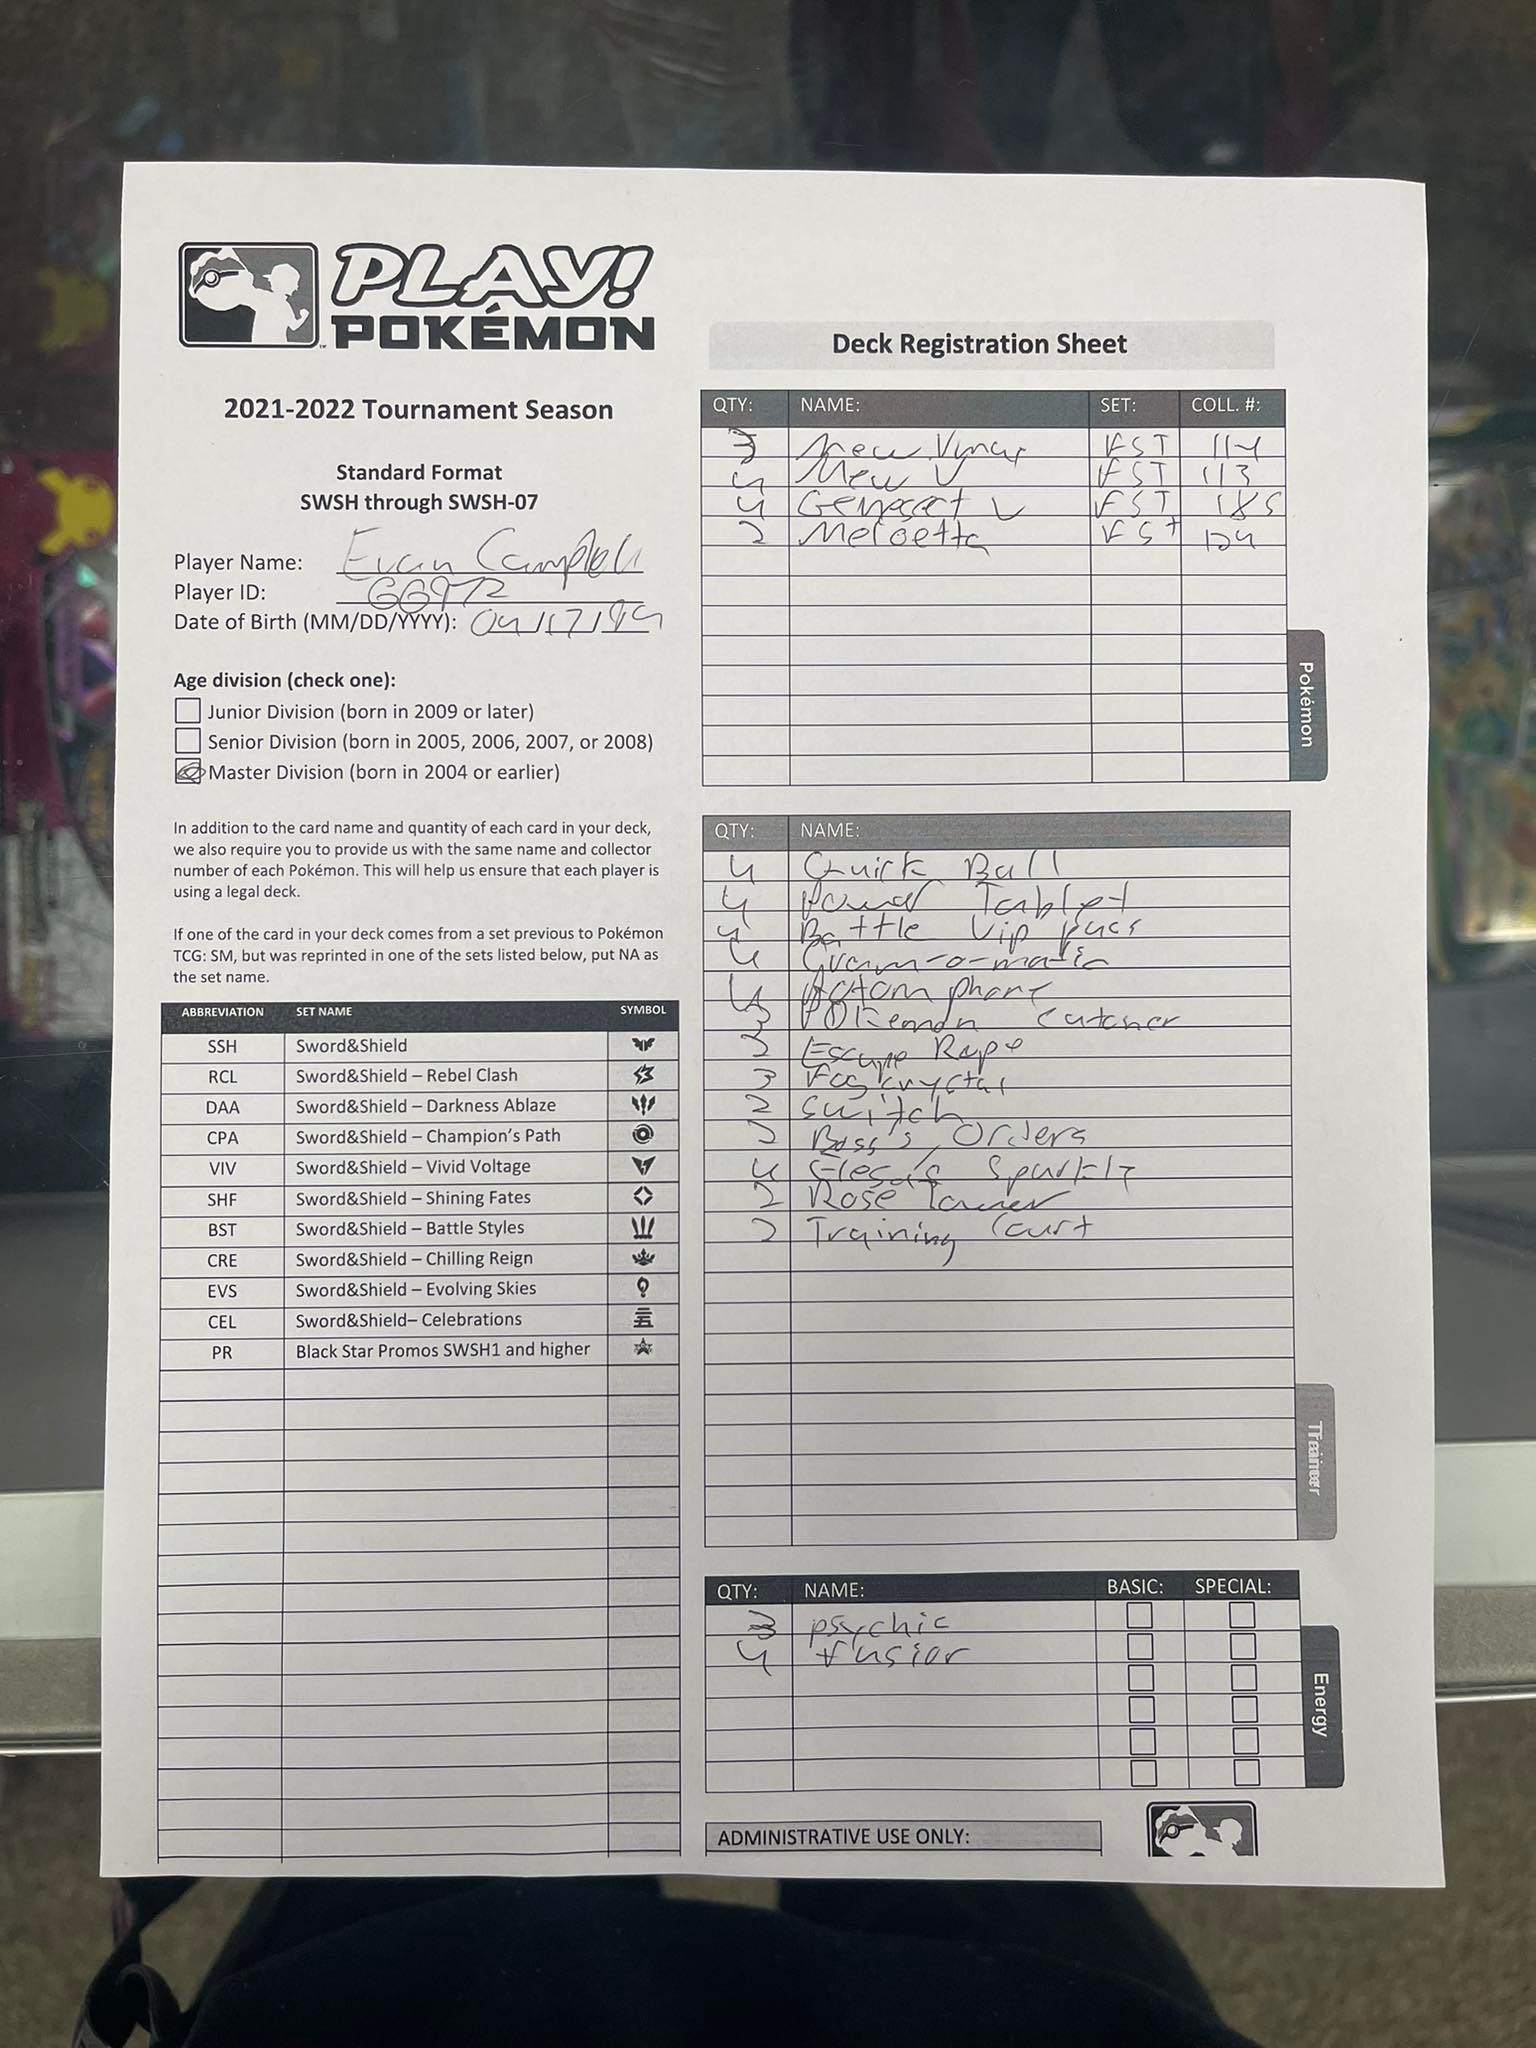 PLAY!
POKÉMON
2021-2022 Tournament Season
Standard Format
SWSH through SWSH-07
Player Name: Evan Campbell
Player ID: 66972
Date of Birth (MM/DD/YYYY): 04/17/94
Age division (check one):
Junior Division (born in 2009 or later)
Senior Division (born in 2005, 2006, 2007, or 2008)
Master Division (born in 2004 or earlier)
In addition to the card name and quantity of each card in your deck,
we also require you to provide us with the same name and collector
number of each Pokémon. This will help us ensure that each player is
using a legal deck.
If one of the card in your deck comes from a set previous to Pokémon
TCG: SM, but was reprinted in one of the sets listed below, put NA as
the set name.
ABBREVIATION SET NAME SYMBOL
SSH Sword&Shield
RCL Sword&Shield – Rebel Clash
DAA Sword&Shield – Darkness Ablaze
CPA Sword&Shield – Champion's Path
VIV Sword&Shield – Vivid Voltage
SHF Sword&Shield – Shining Fates
BST Sword&Shield – Battle Styles
CRE Sword&Shield – Chilling Reign
EVS Sword&Shield – Evolving Skies
CEL Sword&Shield– Celebrations
PR Black Star Promos SWSH1 and higher
Deck Registration Sheet
QTY: NAME: SET: COLL. #:
3 Mew Vmax FST 114
4 Mew V FST 113
4 Genesect V FST 185
2 Meloetta FST 124
Pokémon
QTY: NAME:
4 Quick Ball
4 Power Tablet
4 Battle Vip pass
4 Cram-o-matic
4 Rotom phone
3 Pokemon Catcher
2 Escape Rope
3 Fog crystal
2 Switch
2 Boss's Orders
4 Elesa's Sparkle
2 Rose Tower
2 Training Court
Trainer
QTY: NAME: BASIC: SPECIAL:
3 psychic
4 fusion
Energy
ADMINISTRATIVE USE ONLY: